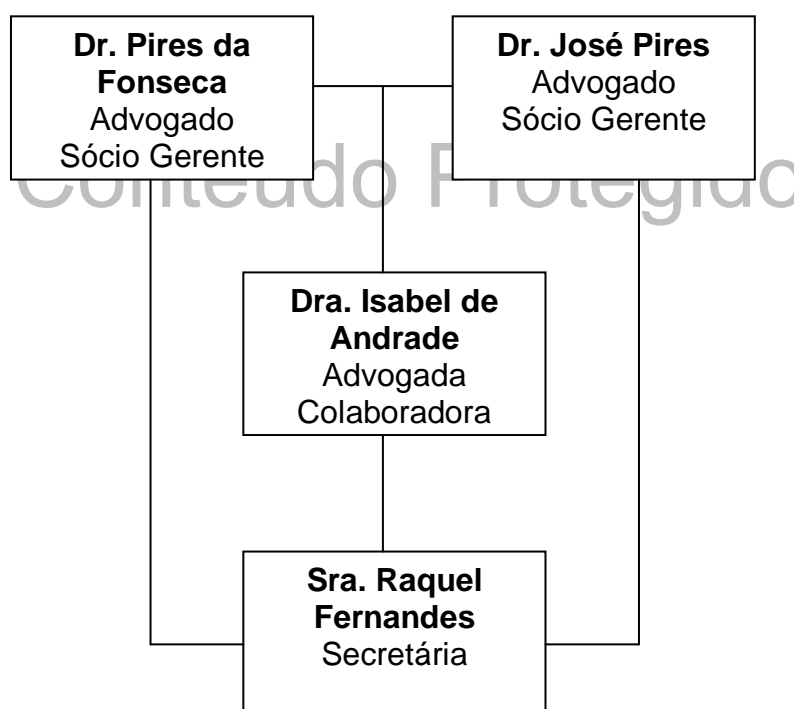 Dr. Pires da
Fonseca
Advogado
Sócio Gerente
Dr. José Pires
Advogado
Sócio Gerente
Conteúdo Protegido
Dra. Isabel de
Andrade
Advogada
Colaboradora
Sra. Raquel
Fernandes
Secretária